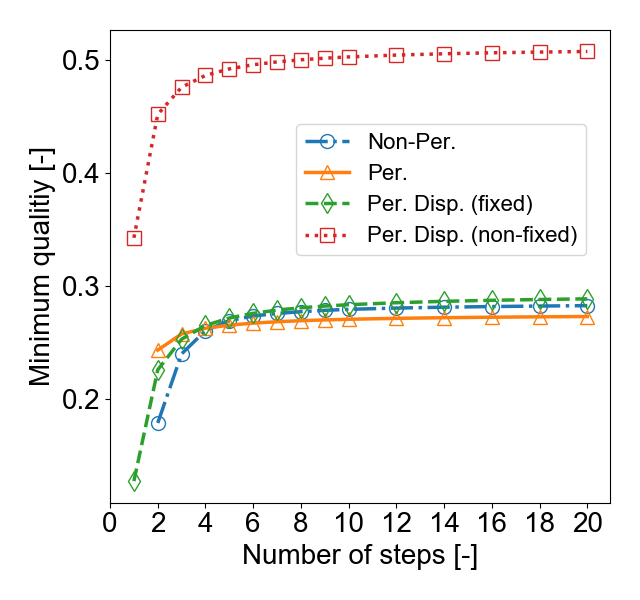 0.5
0.4
0.3
0.2
Minimum qualitiy [-]
Non-Per.
Per.
Per. Disp. (fixed)
Per. Disp. (non-fixed)
0 2 4 6 8 10 12 14 16 18 20
Number of steps [-]